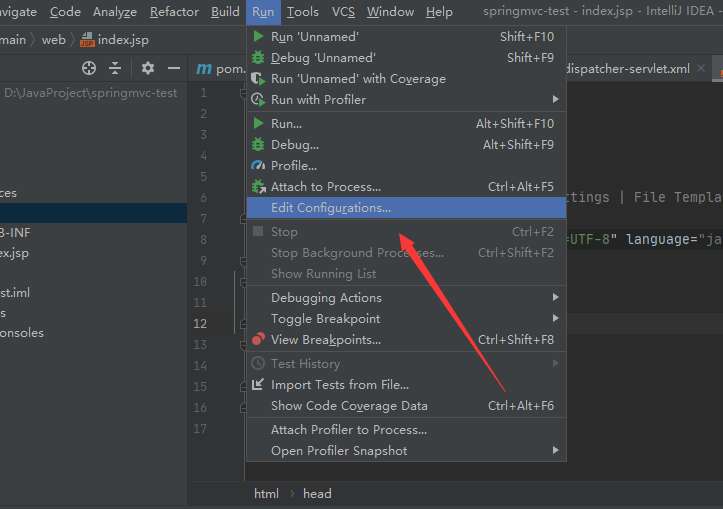 avigate Code Analyze Refactor Build Run Tools VCS Window Help springmvc-test - index.jsp - IntelliJ IDEA -
main web JSP index.jsp
m pom. dispatcher-servlet.xml
D:\JavaProject\springmvc-test
1
2
3
4
5
6
7
8
9
10
11
12
13
14
15
16
17
ces
B-INF
ex.jsp
st.iml
s
onsoles
Run 'Unnamed' Shift+F10
Debug 'Unnamed' Shift+F9
Run 'Unnamed' with Coverage
Run with Profiler
Run... Alt+Shift+F10
Debug... Alt+Shift+F9
Profile...
Attach to Process... Ctrl+Alt+F5
Edit Configurations...
Stop Ctrl+F2
Stop Background Processes... Ctrl+Shift+F2
Show Running List
Debugging Actions
Toggle Breakpoint
View Breakpoints... Ctrl+Shift+F8
Test History
Import Tests from File...
Show Code Coverage Data Ctrl+Alt+F6
Attach Profiler to Process...
Open Profiler Snapshot
ttings | File Templa
=UTF-8" language="ja
html head